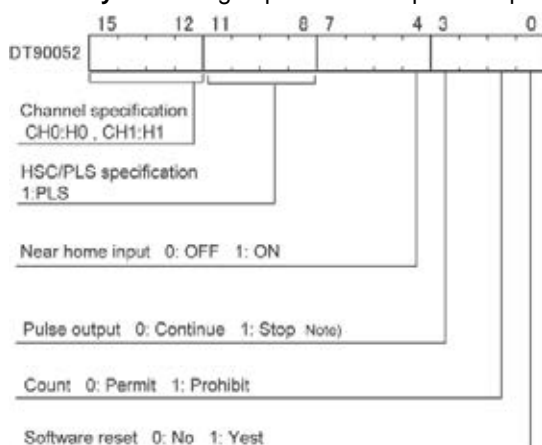 15 12 11 8 7 4 3 0
DT90052
Channel specification
CH0:H0 , CH1:H1
HSC/PLS specification
1:PLS
Near home input 0: OFF 1: ON
Pulse output 0: Continue 1: Stop Note)
Count 0: Permit 1: Prohibit
Software reset 0: No 1: Yest